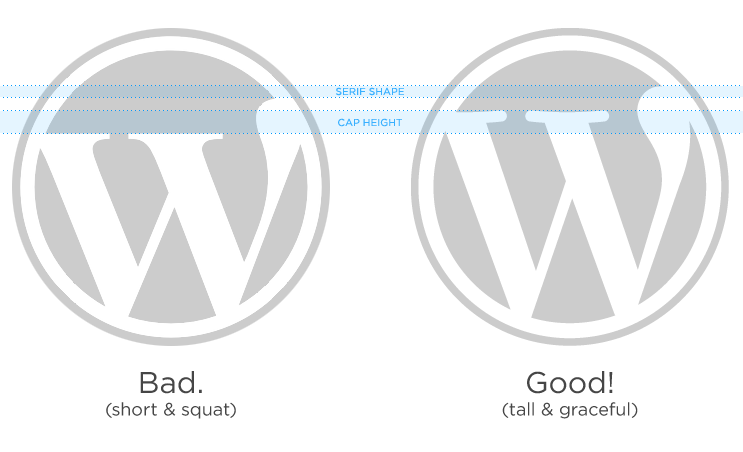 SERIF SHAPE
CAP HEIGHT
Bad.
(short & squat)
Good!
(tall & graceful)